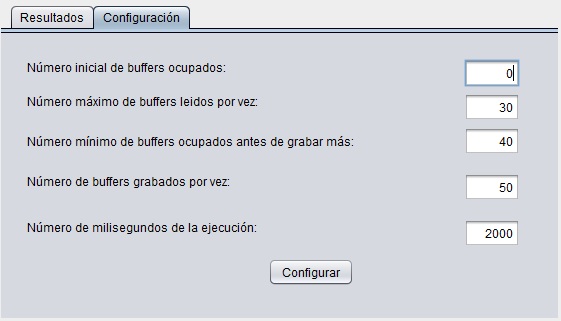 Resultados Configuración
Número inicial de buffers ocupados: 0
Número máximo de buffers leidos por vez: 30
Número mínimo de buffers ocupados antes de grabar más: 40
Número de buffers grabados por vez: 50
Número de milisegundos de la ejecución: 2000
Configurar